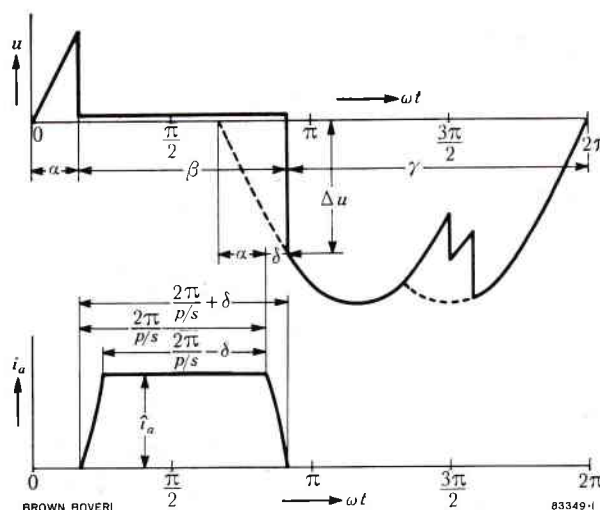 u
ωt
0
π/2
π
3π/2
2π
α
β
γ
Δu
α
δ
2π/p/s + δ
2π/p/s
2π/p/s − δ
i_a
î_a
0
π/2
π
3π/2
2π
ωt
BROWN BOVERI
83349·I